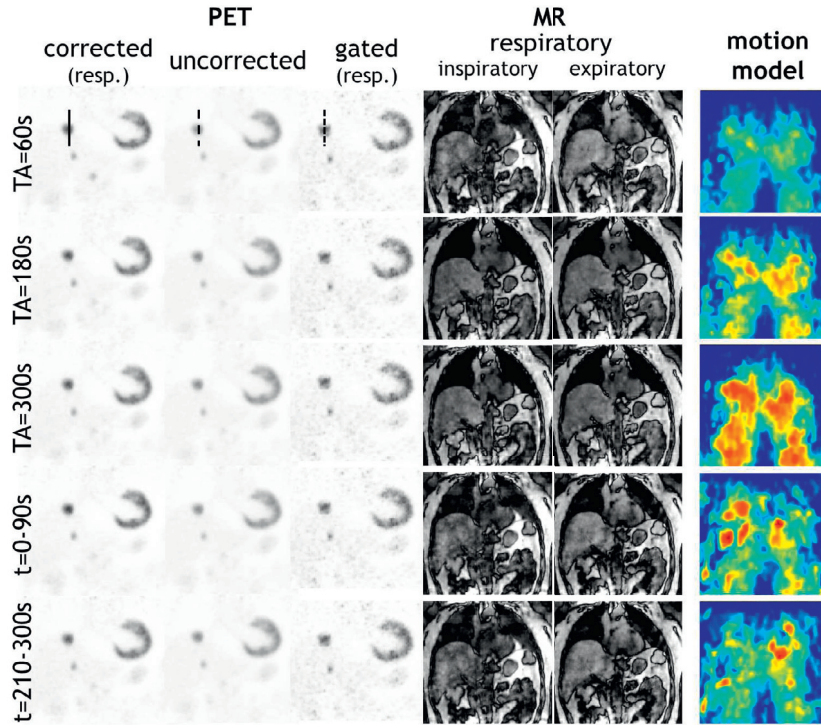 PET
MR
corrected
(resp.)
uncorrected
gated
(resp.)
respiratory
inspiratory
expiratory
motion
model
TA=60s
TA=180s
TA=300s
t=0-90s
t=210-300s